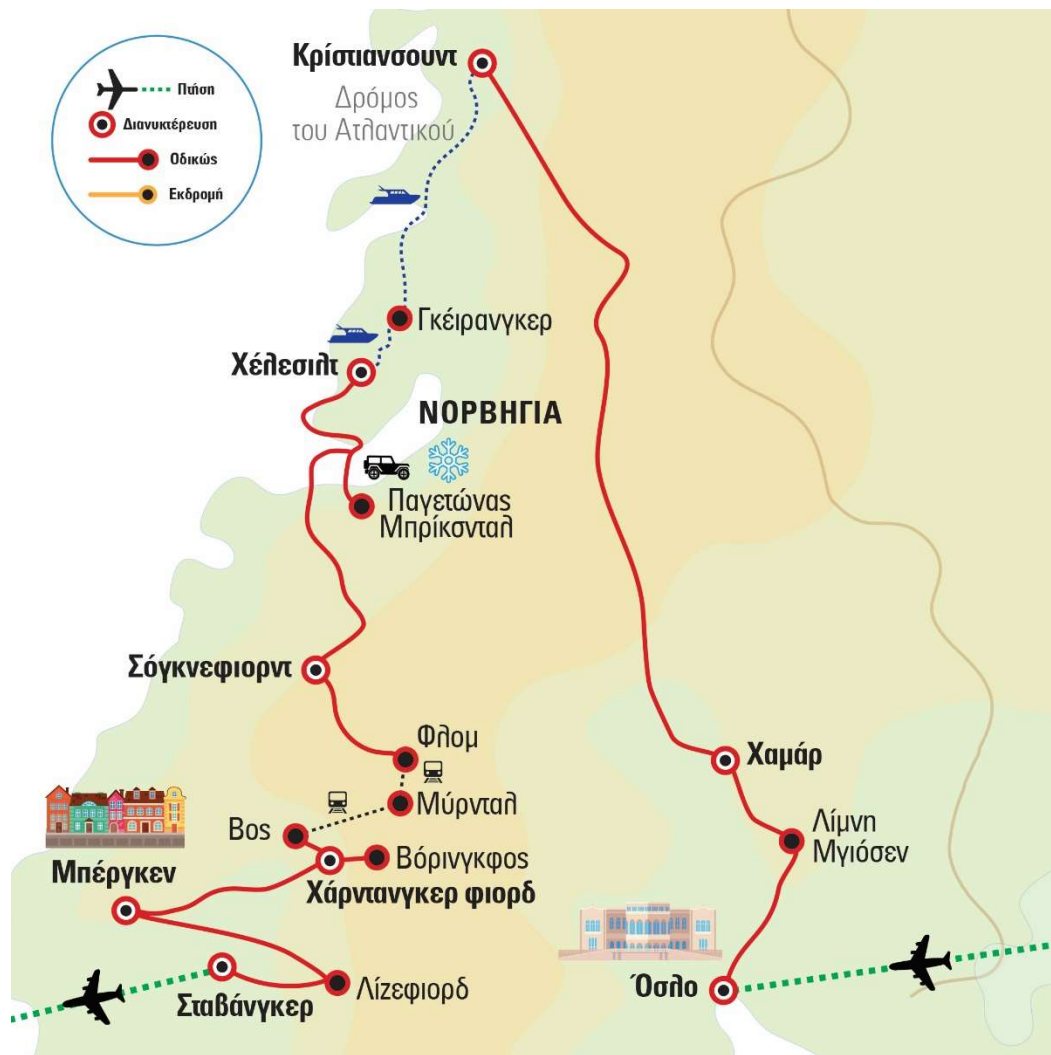 Κρίστιανσουντ
Δρόμος
του Ατλαντικού
Πτήση
Διανυκτέρευση
Οδικώς
Εκδρομή
Γκέιρανγκερ
Χέλεσιλτ
ΝΟΡΒΗΓΙΑ
Παγετώνας
Μπρίκσνταλ
Σόγκνεφιορντ
Φλομ
Μύρνταλ
Χαμάρ
Λίμνη
Μγιόσεν
Βος
Βόρινγκφος
Χάρντανγκερ φιορδ
Μπέργκεν
Σταβάνγκερ
Λίζεφιορδ
Όσλο